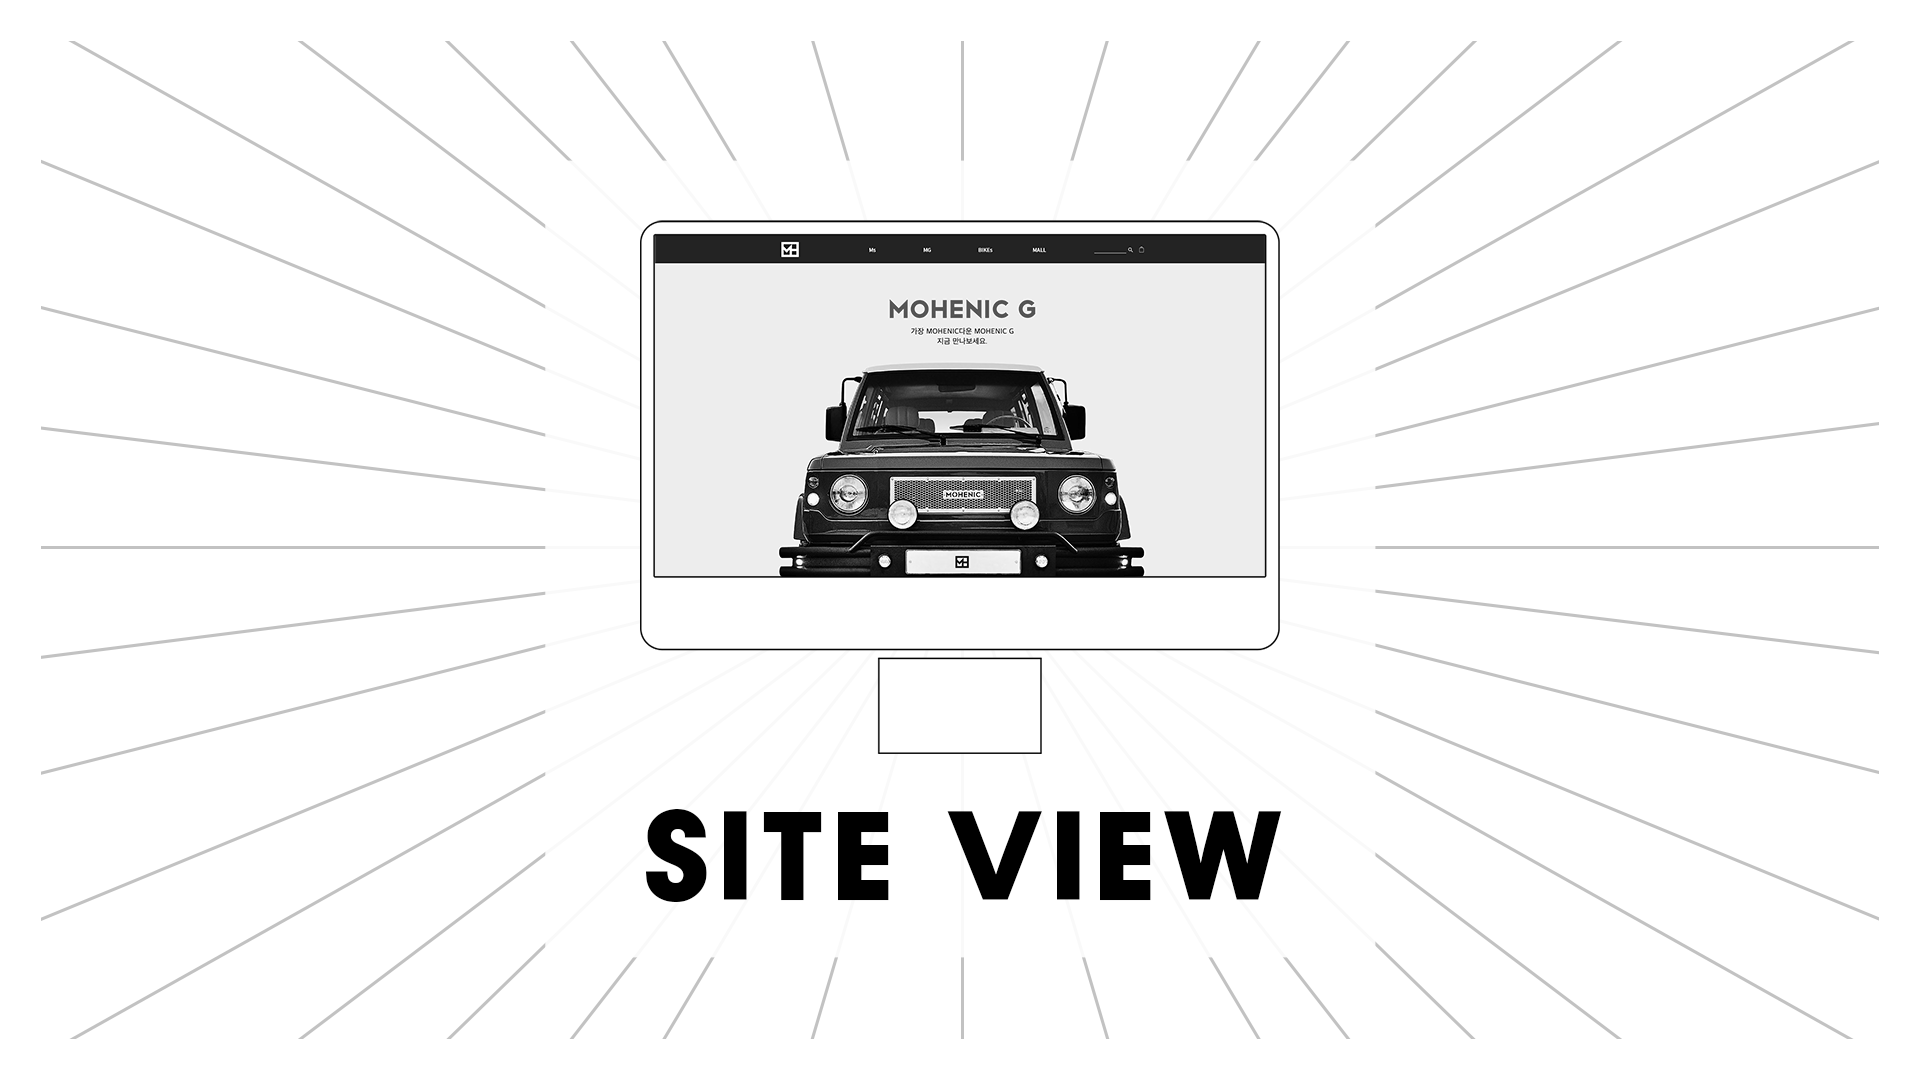 Ms MG BIKEs MALL
MOHENIC G
가장 MOHENIC다운 MOHENIC G
지금 만나보세요.
MOHENIC
SITE VIEW